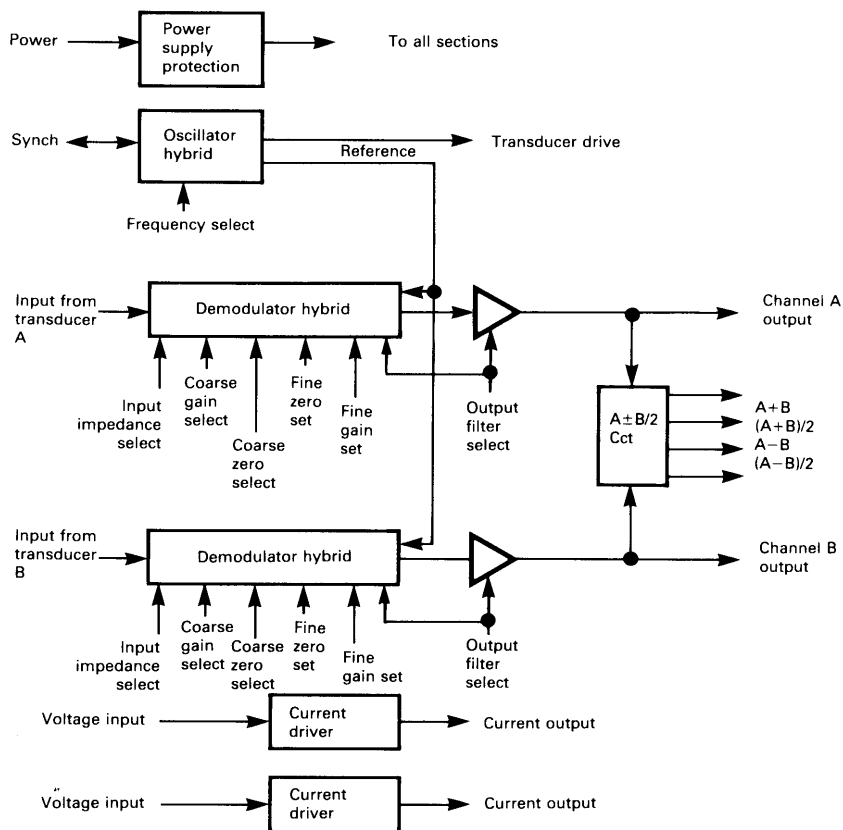 Power
Power
supply
protection
To all sections
Synch
Oscillator
hybrid
Reference
Transducer drive
Frequency select
Input from
transducer
A
Demodulator hybrid
Channel A
output
Input
impedance
select
Coarse
gain
select
Coarse
zero
select
Fine
zero
set
Fine
gain
set
Output
filter
select
A±B/2
Cct
A+B
(A+B)/2
A−B
(A−B)/2
Input from
transducer
B
Demodulator hybrid
Channel B
output
Input
impedance
select
Coarse
gain
select
Coarse
zero
select
Fine
zero
set
Fine
gain set
Output
filter
select
Voltage input
Current
driver
Current output
Voltage input
Current
driver
Current output